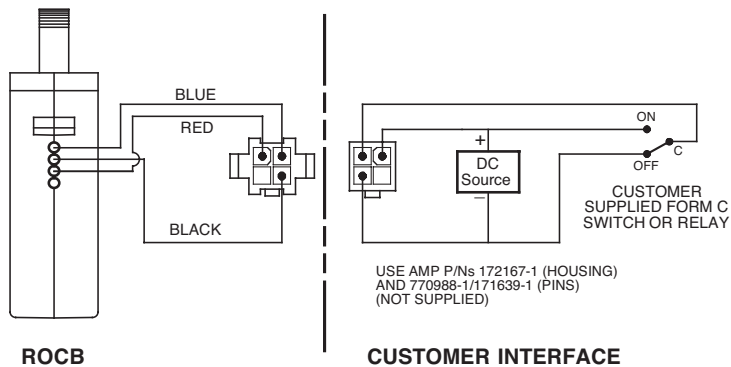 BLUE
RED
BLACK
ROCB
ON
+
C
OFF
DC
Source
–
CUSTOMER
SUPPLIED FORM C
SWITCH OR RELAY
USE AMP P/Ns 172167-1 (HOUSING)
AND 770988-1/171639-1 (PINS)
(NOT SUPPLIED)
CUSTOMER INTERFACE